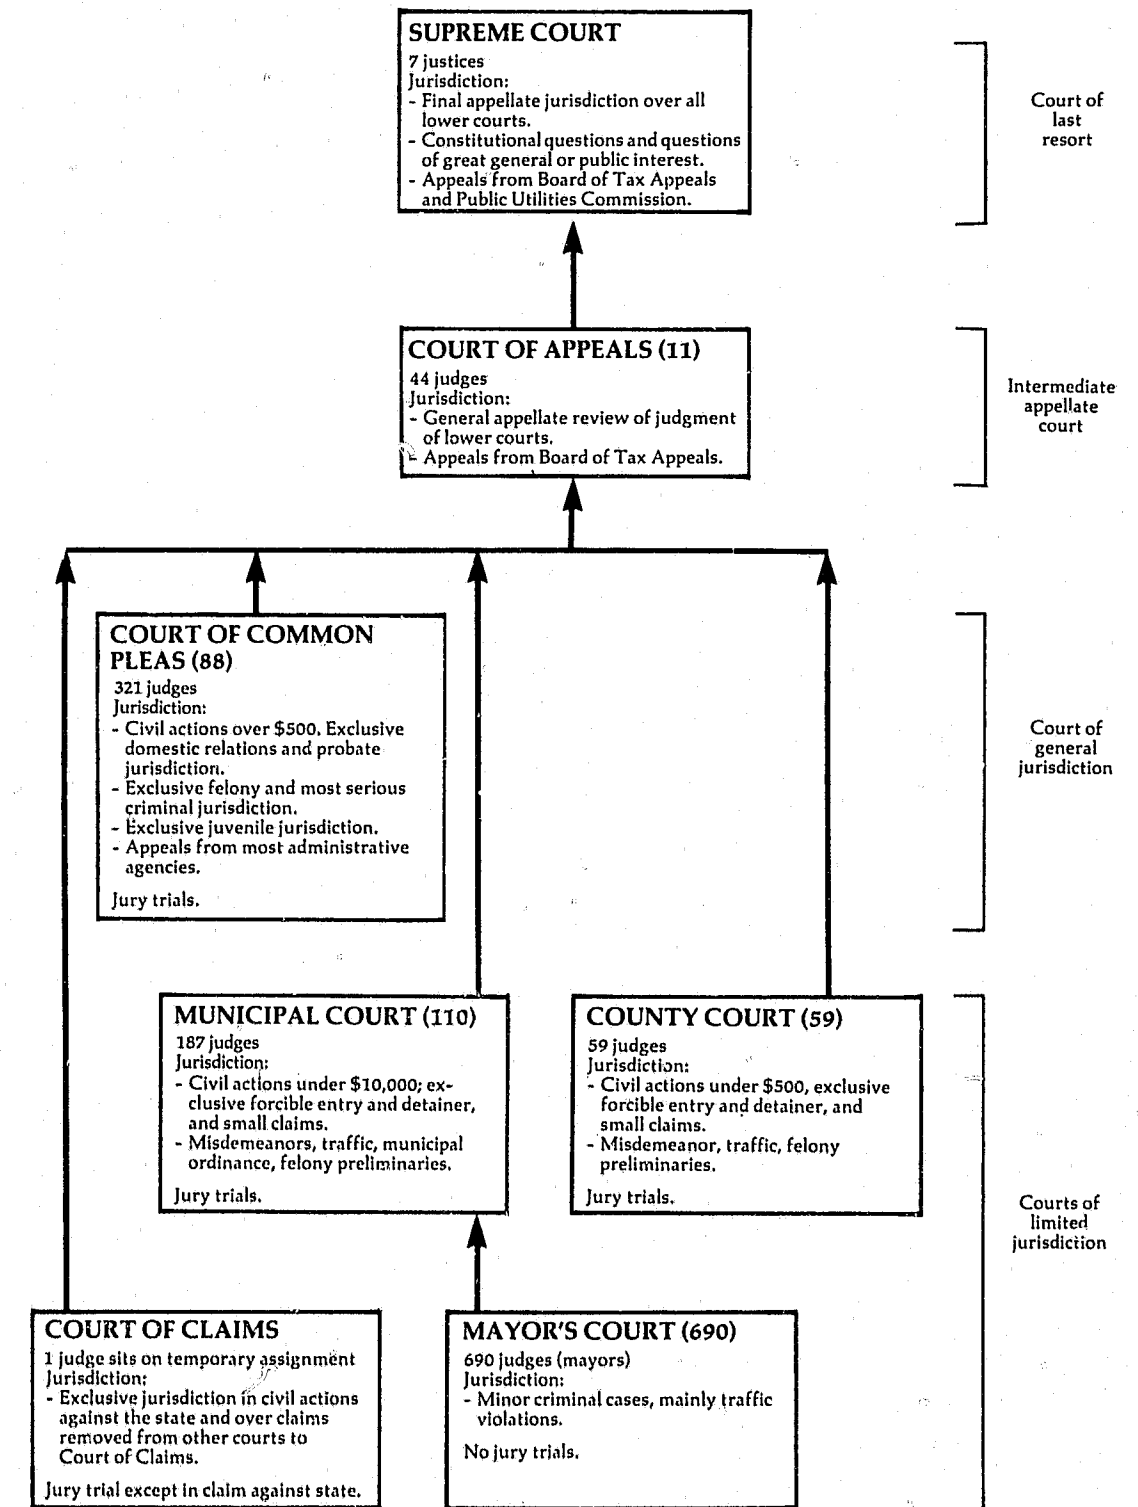 SUPREME COURT
7 justices
Jurisdiction:
- Final appellate jurisdiction over all
lower courts.
- Constitutional questions and questions
of great general or public interest.
- Appeals from Board of Tax Appeals
and Public Utilities Commission.
Court of
last
resort
COURT OF APPEALS (11)
44 judges
Jurisdiction:
- General appellate review of judgment
of lower courts.
- Appeals from Board of Tax Appeals.
Intermediate
appellate
court
COURT OF COMMON
PLEAS (88)
321 judges
Jurisdiction:
- Civil actions over $500. Exclusive
domestic relations and probate
jurisdiction.
- Exclusive felony and most serious
criminal jurisdiction.
- Exclusive juvenile jurisdiction.
- Appeals from most administrative
agencies.
Jury trials.
Court of
general
jurisdiction
MUNICIPAL COURT (110)
187 judges
Jurisdiction:
- Civil actions under $10,000; ex-
clusive forcible entry and detainer,
and small claims.
- Misdemeanors, traffic, municipal
ordinance, felony preliminaries.
Jury trials.
COUNTY COURT (59)
59 judges
Jurisdiction:
- Civil actions under $500, exclusive
forcible entry and detainer, and
small claims.
- Misdemeanor, traffic, felony
preliminaries.
Jury trials.
Courts of
limited
jurisdiction
COURT OF CLAIMS
1 judge sits on temporary assignment
Jurisdiction:
- Exclusive jurisdiction in civil actions
against the state and over claims
removed from other courts to
Court of Claims.
Jury trial except in claim against state.
MAYOR'S COURT (690)
690 judges (mayors)
Jurisdiction:
- Minor criminal cases, mainly traffic
violations.
No jury trials.